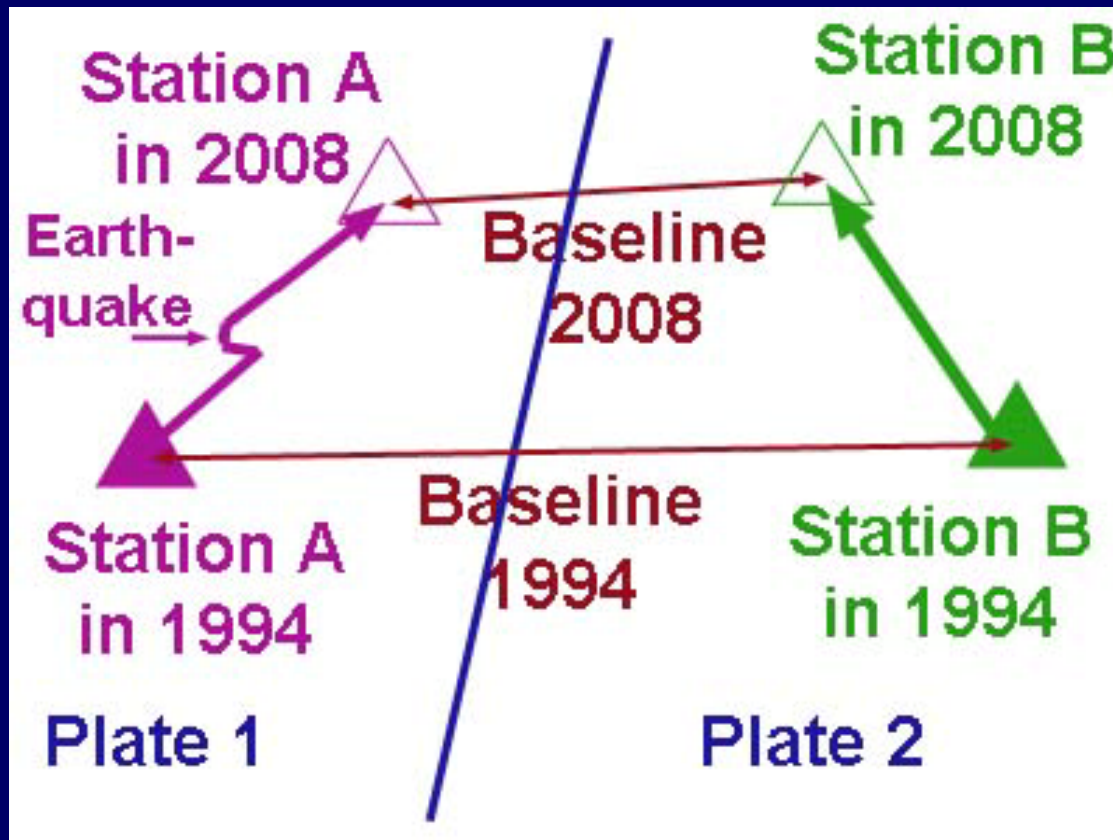 Station A
in 2008
Station B
in 2008
Earth-
quake
Baseline
2008
Baseline
1994
Station A
in 1994
Station B
in 1994
Plate 1
Plate 2